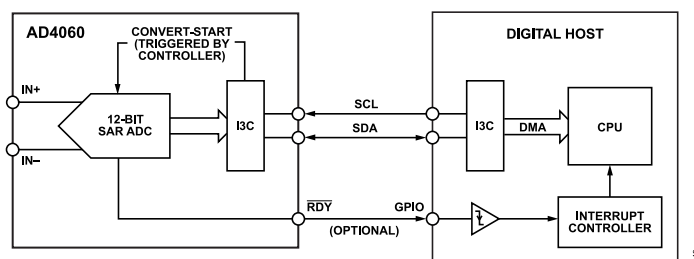 AD4060
CONVERT-START
(TRIGGERED BY
CONTROLLER)
DIGITAL HOST
IN+
12-BIT
SAR ADC
I3C
SCL
SDA
I3C
DMA
CPU
IN–
RDY
(OPTIONAL)
GPIO
INTERRUPT
CONTROLLER